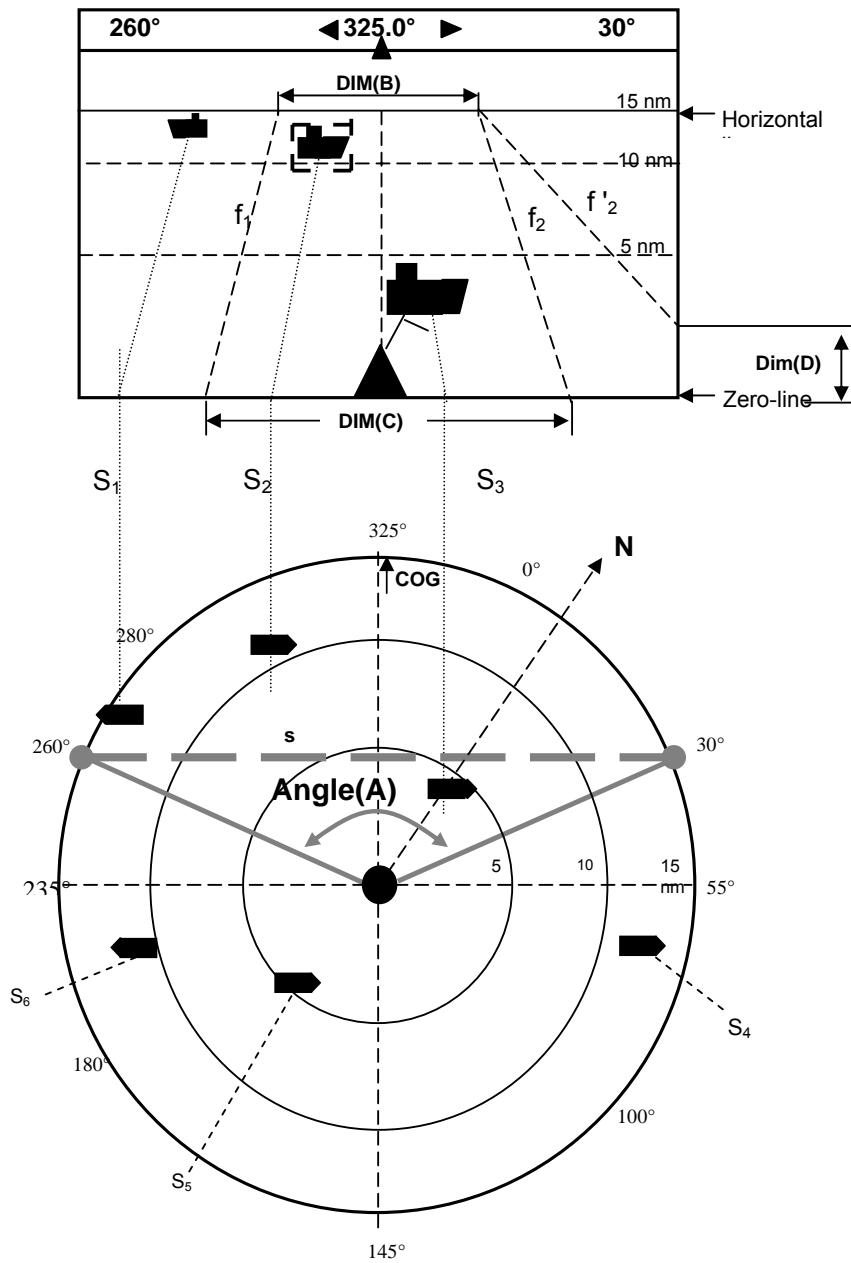 260° ◄325.0° ► 30°
DIM(B)
15 nm
Horizontal
10 nm
f1 f2 f '2
5 nm
Dim(D)
Zero-line
DIM(C)
S1 S2 S3
325° N
0°
COG
280°
260° s 30°
Angle(A)
5 10 15
nm
235° 55°
S6
S4
180°
100°
S5
145°